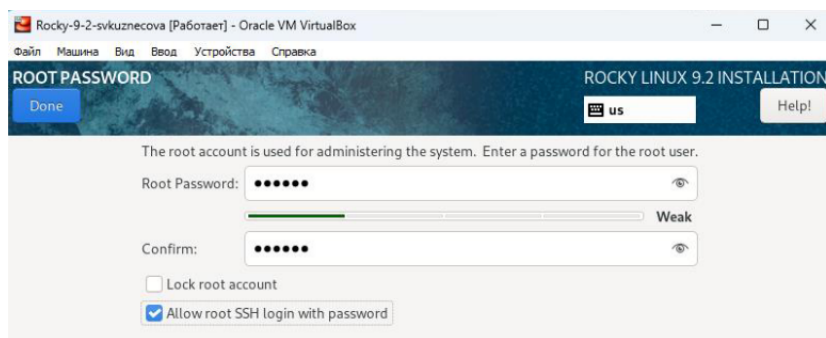 Rocky-9-2-svkuznecova [Работает] - Oracle VM VirtualBox
Файл Машина Вид Ввод Устройства Справка
ROOT PASSWORD ROCKY LINUX 9.2 INSTALLATION
Done us Help!
The root account is used for administering the system. Enter a password for the root user.
Root Password: ••••••
Weak
Confirm: ••••••
Lock root account
Allow root SSH login with password